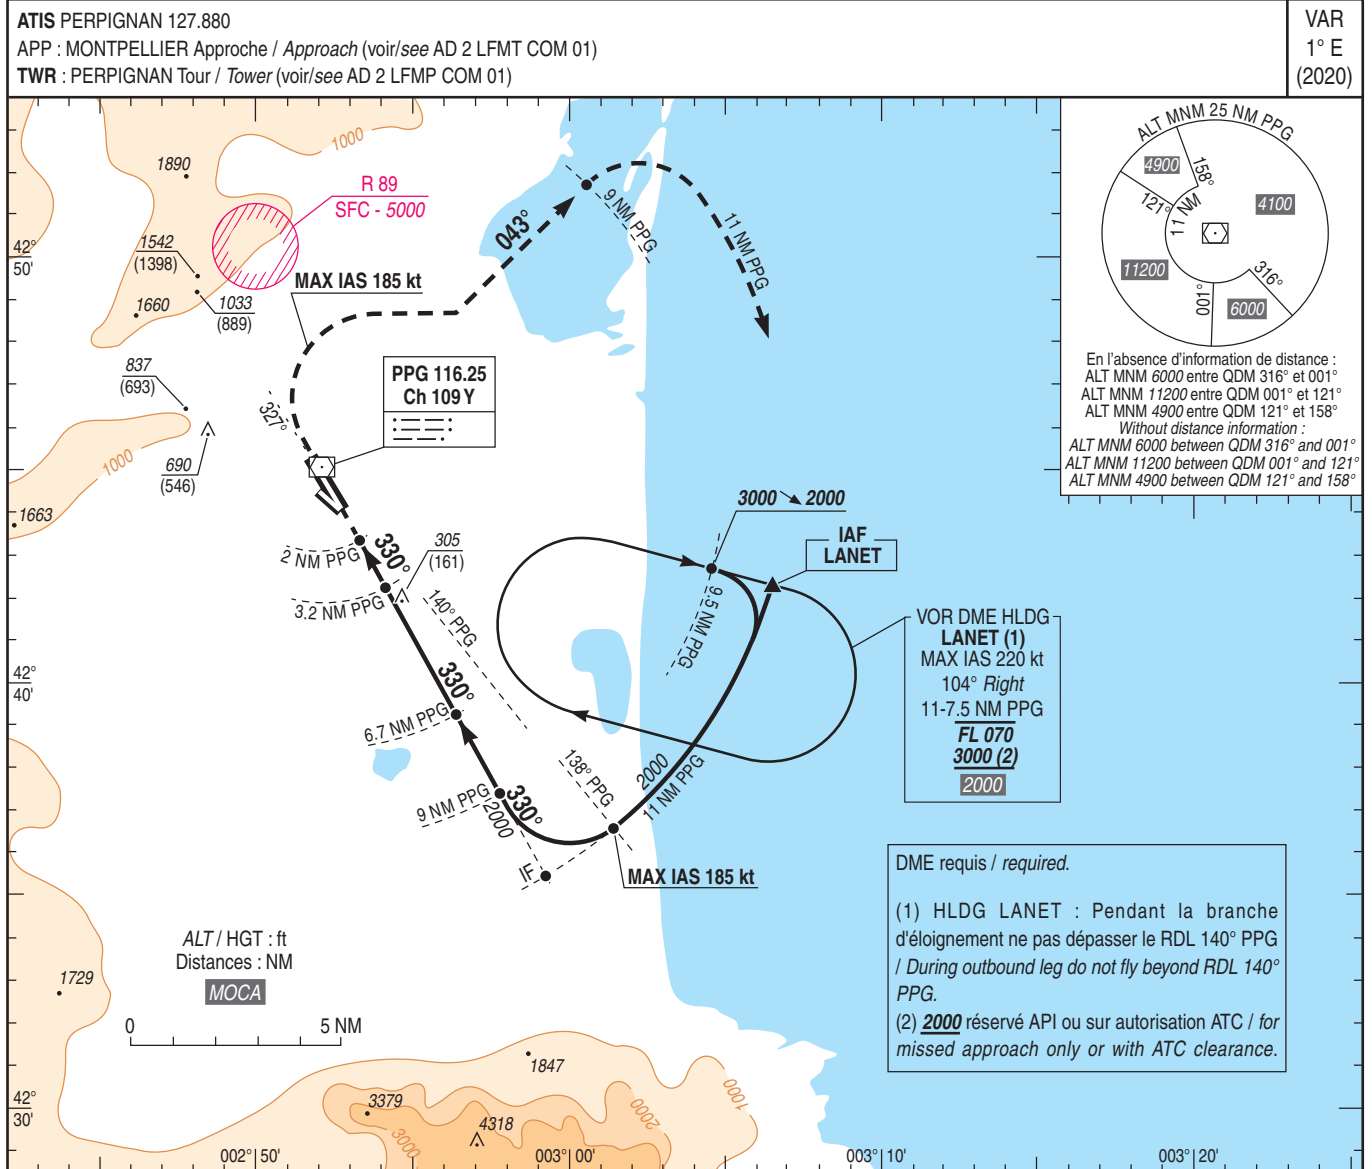 ATIS PERPIGNAN 127.880
APP : MONTPELLIER Approche / Approach (voir/see AD 2 LFMT COM 01)
TWR : PERPIGNAN Tour / Tower (voir/see AD 2 LFMP COM 01)
VAR
1° E
(2020)
ALT MNM 25 NM PPG
4900
158°
4100
121°
11 NM
11200
316°
001°
6000
En l'absence d'information de distance :
ALT MNM 6000 entre QDM 316° et 001°
ALT MNM 11200 entre QDM 001° et 121°
ALT MNM 4900 entre QDM 121° et 158°
Without distance information :
ALT MNM 6000 between QDM 316° and 001°
ALT MNM 11200 between QDM 001° and 121°
ALT MNM 4900 between QDM 121° and 158°
1000
1890
R 89
SFC - 5000
42°
50'
1542
(1398)
1660
1033
(889)
MAX IAS 185 kt
043°
9 NM PPG
11 NM PPG
837
(693)
PPG 116.25
Ch 109 Y
327°
1000
690
(546)
1663
3000 2000
IAF
LANET
2 NM PPG
330°
305
(161)
3.2 NM PPG
140° PPG
9.5 NM PPG
VOR DME HLDG
LANET (1)
MAX IAS 220 kt
104° Right
11-7.5 NM PPG
FL 070
3000 (2)
2000
42°
40'
330°
6.7 NM PPG
138° PPG
2000
11 NM PPG
9 NM PPG
330°
2000
IF
MAX IAS 185 kt
DME requis / required.
(1) HLDG LANET : Pendant la branche
d'éloignement ne pas dépasser le RDL 140° PPG
/ During outbound leg do not fly beyond RDL 140°
PPG.
(2) 2000 réservé API ou sur autorisation ATC / for
missed approach only or with ATC clearance.
ALT / HGT : ft
Distances : NM
MOCA
0 5 NM
1729
1847
3379
4318
3000
2000
1000
42°
30'
002°50'
003°00'
003°10'
003°20'